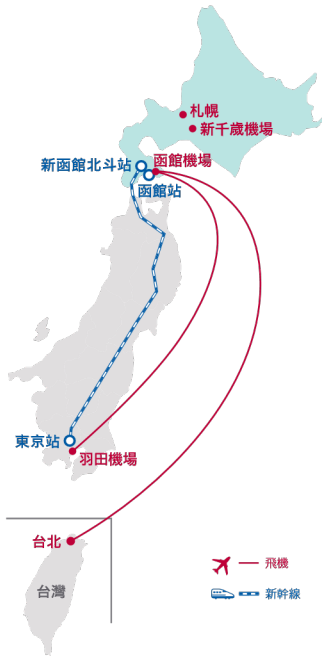 札幌
新千歳機場
函館機場
新函館北斗站
函館站
東京站
羽田機場
台北
台灣
飛機
新幹線